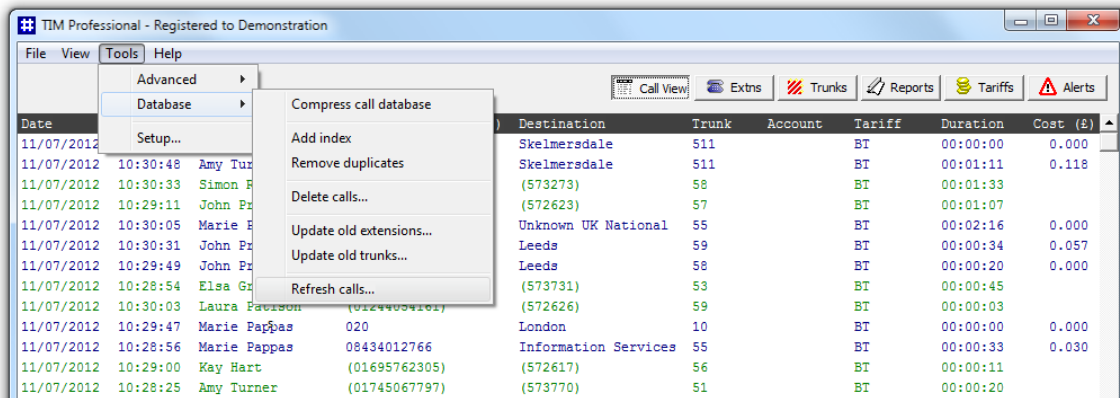 TIM Professional - Registered to Demonstration
File View Tools Help
Advanced
Database
Setup...
Compress call database
Add index
Remove duplicates
Delete calls...
Update old extensions...
Update old trunks...
Refresh calls...
Call View Extns Trunks Reports Tariffs Alerts
Date ) Destination Trunk Account Tariff Duration Cost (£)
11/07/2012 Skelmersdale 511 BT 00:00:00 0.000
11/07/2012 10:30:48 Amy Tur Skelmersdale 511 BT 00:01:11 0.118
11/07/2012 10:30:33 Simon R (573273) 58 BT 00:01:33
11/07/2012 10:29:11 John Pr (572623) 57 BT 00:01:07
11/07/2012 10:30:05 Marie P Unknown UK National 55 BT 00:02:16 0.000
11/07/2012 10:30:31 John Pr Leeds 59 BT 00:00:34 0.057
11/07/2012 10:29:49 John Pr Leeds 58 BT 00:00:20 0.000
11/07/2012 10:28:54 Elsa Gr (573731) 53 BT 00:00:45
11/07/2012 10:30:03 Laura Patison (01244054161) (572626) 59 BT 00:00:03
11/07/2012 10:29:47 Marie Pappas 020 London 10 BT 00:00:00 0.000
11/07/2012 10:28:56 Marie Pappas 08434012766 Information Services 55 BT 00:00:33 0.030
11/07/2012 10:29:00 Kay Hart (01695762305) (572617) 56 BT 00:00:11
11/07/2012 10:28:25 Amy Turner (01745067797) (573770) 51 BT 00:00:20